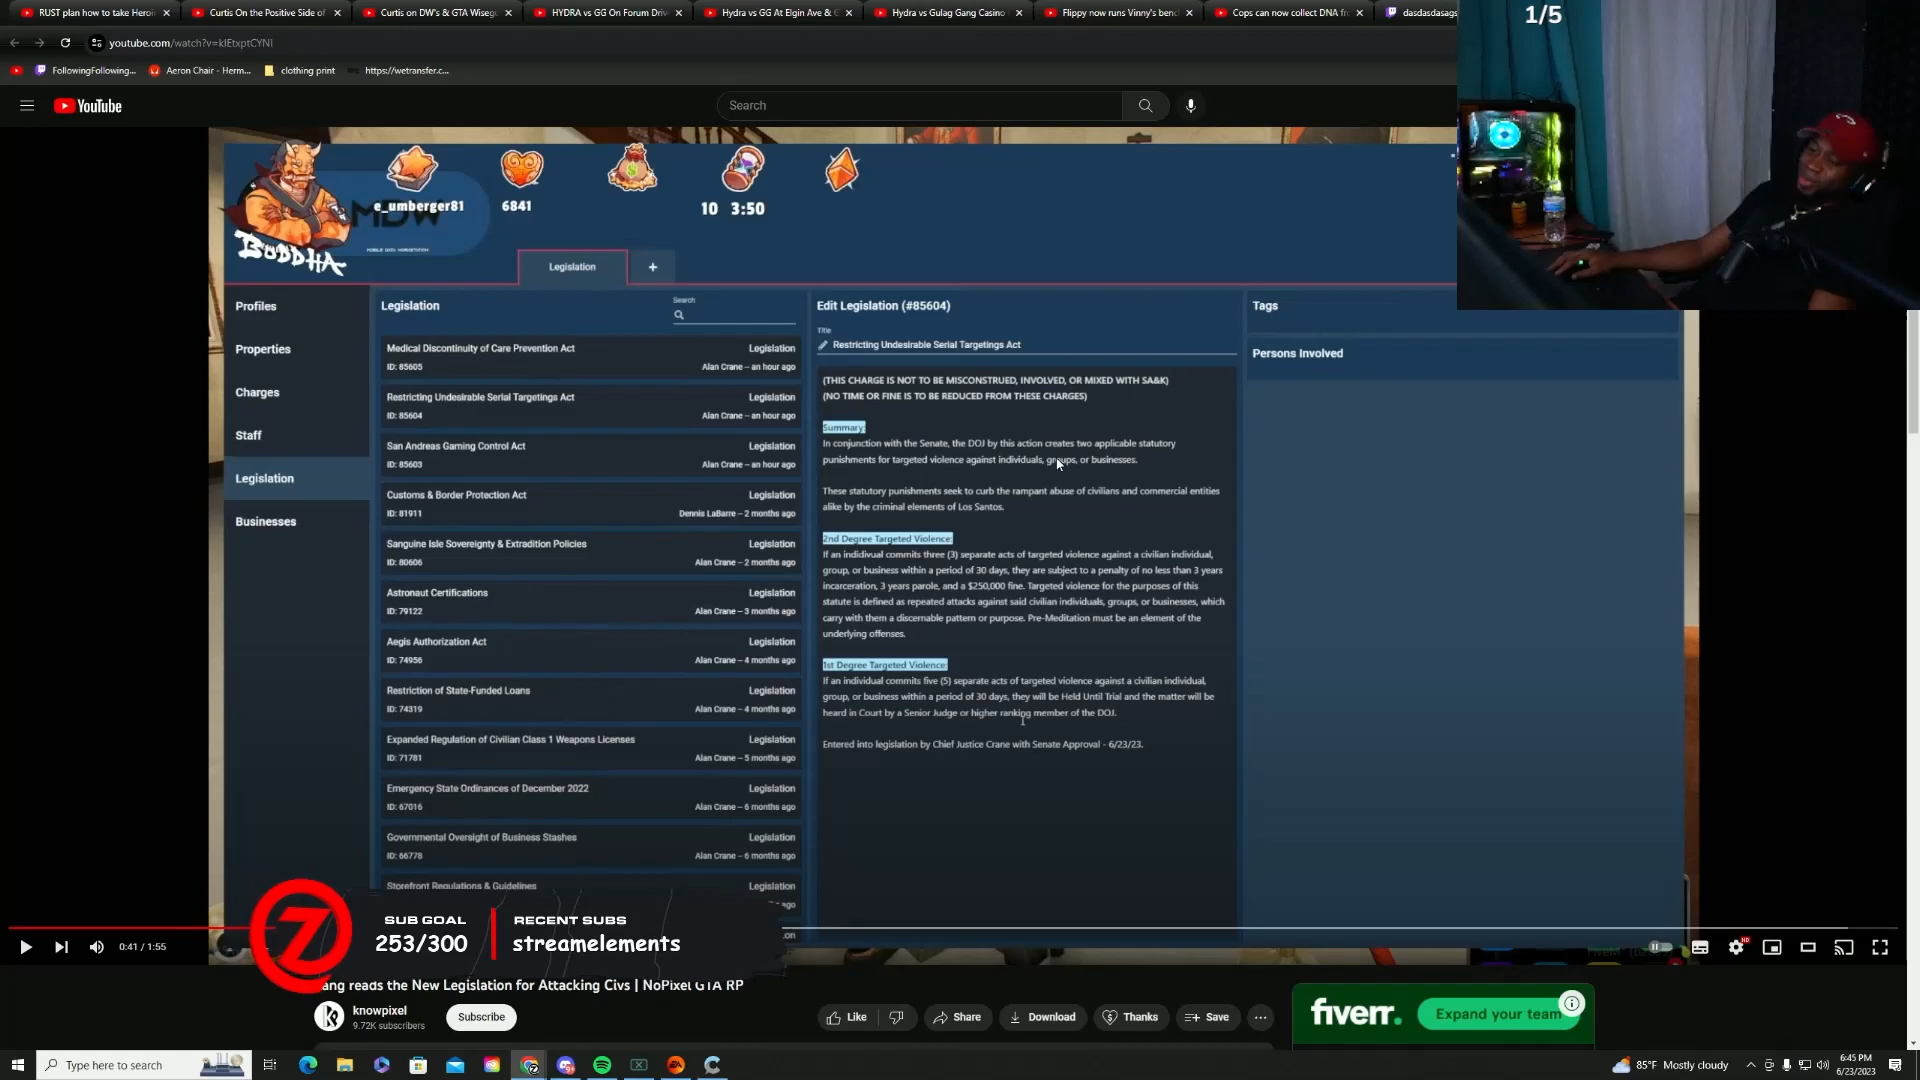 RUST plan how to take Heroi
Curtis On the Positive Side of
Curtis on DW's & GTA Wisegu
HYDRA vs GG On Forum Driv
Hydra vs GG At Elgin Ave & G
Hydra vs Gulag Gang Casino
Flippy now runs Vinny's benc
Cops can now collect DNA fro
dasdasdasags
1/5
youtube.com/watch?v=kIEtxptCYNI
FollowingFollowing...
Aeron Chair - Herm...
clothing print
https://wetransfer.c...
YouTube
Search
e_umberger81
6841
10 3:50
MDW
MOBILE DATA WORKSTATION
BUDDHA
Legislation
+
Profiles
Properties
Charges
Staff
Legislation
Businesses
Legislation
Search
Medical Discontinuity of Care Prevention Act
Legislation
ID: 85605
Alan Crane – an hour ago
Restricting Undesirable Serial Targetings Act
Legislation
ID: 85604
Alan Crane – an hour ago
San Andreas Gaming Control Act
Legislation
ID: 85603
Alan Crane – an hour ago
Customs & Border Protection Act
Legislation
ID: 81911
Dennis LaBarre – 2 months ago
Sanguine Isle Sovereignty & Extradition Policies
Legislation
ID: 80606
Alan Crane – 2 months ago
Astronaut Certifications
Legislation
ID: 79122
Alan Crane – 3 months ago
Aegis Authorization Act
Legislation
ID: 74956
Alan Crane – 4 months ago
Restriction of State-Funded Loans
Legislation
ID: 74319
Alan Crane – 4 months ago
Expanded Regulation of Civilian Class 1 Weapons Licenses
Legislation
ID: 71781
Alan Crane – 5 months ago
Emergency State Ordinances of December 2022
Legislation
ID: 67016
Alan Crane – 6 months ago
Governmental Oversight of Business Stashes
Legislation
ID: 66778
Alan Crane – 6 months ago
Storefront Regulations & Guidelines
Legislation
Edit Legislation (#85604)
Title
Restricting Undesirable Serial Targetings Act
(THIS CHARGE IS NOT TO BE MISCONSTRUED, INVOLVED, OR MIXED WITH SA&K)
(NO TIME OR FINE IS TO BE REDUCED FROM THESE CHARGES)
Summary:
In conjunction with the Senate, the DOJ by this action creates two applicable statutory
punishments for targeted violence against individuals, groups, or businesses.
These statutory punishments seek to curb the rampant abuse of civilians and commercial entities
alike by the criminal elements of Los Santos.
2nd Degree Targeted Violence:
If an indidivual commits three (3) separate acts of targeted violence against a civilian individual,
group, or business within a period of 30 days, they are subject to a penalty of no less than 3 years
incarceration, 3 years parole, and a $250,000 fine. Targeted violence for the purposes of this
statute is defined as repeated attacks against said civilian individuals, groups, or businesses, which
carry with them a discernable pattern or purpose. Pre-Meditation must be an element of the
underlying offenses.
1st Degree Targeted Violence:
If an individual commits five (5) separate acts of targeted violence against a civilian individual,
group, or business within a period of 30 days, they will be Held Until Trial and the matter will be
heard in Court by a Senior Judge or higher ranking member of the DOJ.
Entered into legislation by Chief Justice Crane with Senate Approval - 6/23/23.
Tags
Persons Involved
SUB GOAL
253/300
RECENT SUBS
streamelements
0:41 / 1:55
ang reads the New Legislation for Attacking Civs | NoPixel GTA RP
knowpixel
9.72K subscribers
Subscribe
Like
Share
Download
Thanks
Save
fiverr.
Expand your team
Type here to search
85°F Mostly cloudy
6:45 PM
6/23/2023